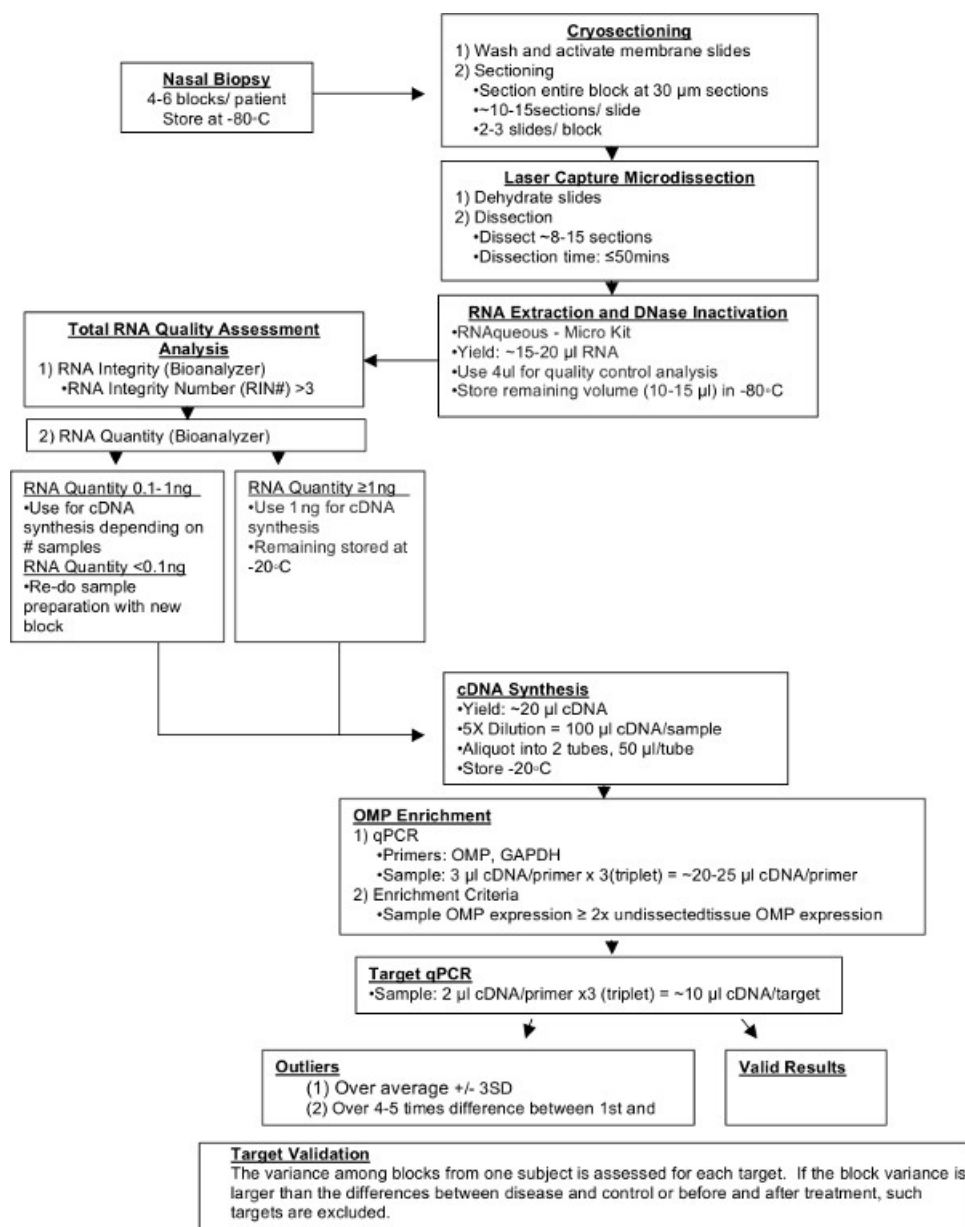 Nasal Biopsy
4-6 blocks/ patient
Store at -80◦C
Cryosectioning
1) Wash and activate membrane slides
2) Sectioning
•Section entire block at 30 µm sections
•~10-15sections/ slide
•2-3 slides/ block
Laser Capture Microdissection
1) Dehydrate slides
2) Dissection
•Dissect ~8-15 sections
•Dissection time: ≤50mins
RNA Extraction and DNase Inactivation
•RNAqueous - Micro Kit
•Yield: ~15-20 µl RNA
•Use 4ul for quality control analysis
•Store remaining volume (10-15 µl) in -80◦C
Total RNA Quality Assessment
Analysis
1) RNA Integrity (Bioanalyzer)
•RNA Integrity Number (RIN#) >3
2) RNA Quantity (Bioanalyzer)
RNA Quantity 0.1-1ng
•Use for cDNA
synthesis depending on
# samples
RNA Quantity <0.1ng
•Re-do sample
preparation with new
block
RNA Quantity ≥1ng
•Use 1ng for cDNA
synthesis
•Remaining stored at
-20◦C
cDNA Synthesis
•Yield: ~20 µl cDNA
•5X Dilution = 100 µl cDNA/sample
•Aliquot into 2 tubes, 50 µl/tube
•Store -20◦C
OMP Enrichment
1) qPCR
•Primers: OMP, GAPDH
•Sample: 3 µl cDNA/primer x 3(triplet) = ~20-25 µl cDNA/primer
2) Enrichment Criteria
•Sample OMP expression ≥ 2x undissectedtissue OMP expression
Target qPCR
•Sample: 2 µl cDNA/primer x3 (triplet) = ~10 µl cDNA/target
Outliers
(1) Over average +/- 3SD
(2) Over 4-5 times difference between 1st and
Valid Results
Target Validation
The variance among blocks from one subject is assessed for each target. If the block variance is
larger than the differences between disease and control or before and after treatment, such
targets are excluded.